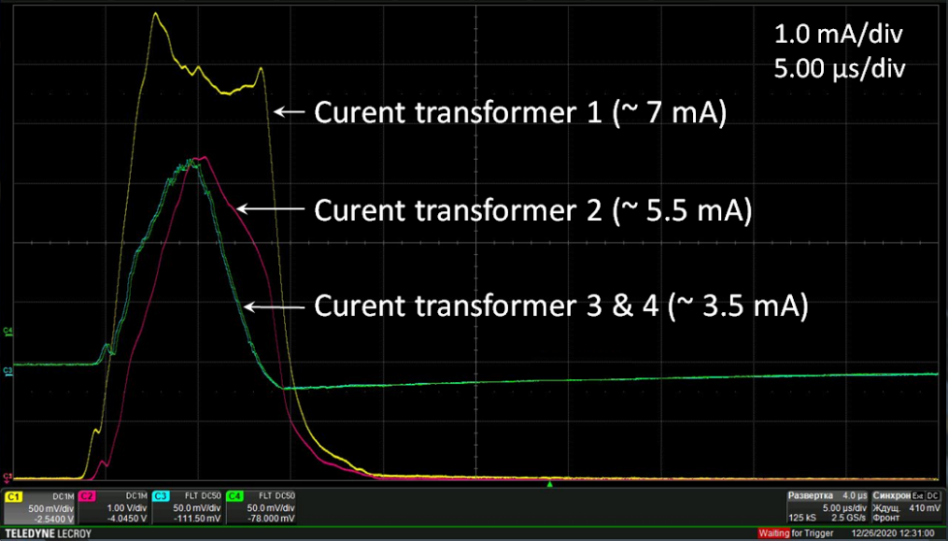 1.0 mA/div
5.00 µs/div
Curent transformer 1 (~ 7 mA)
Curent transformer 2 (~ 5.5 mA)
Curent transformer 3 & 4 (~ 3.5 mA)
C4
C3
C1 DC1M
500 mV/div
-2.5400 V
C2 DC1M
1.00 V/div
-4.0450 V
C3 FLT DC50
50.0 mV/div
-111.50 mV
C4 FLT DC50
50.0 mV/div
-78.000 mV
Развертка 4.0 µs
5.00 µs/div
125 kS 2.5 GS/s
Синхрон Ext DC
Ждущ. 410 mV
Фронт
TELEDYNE LECROY
Waiting for Trigger
12/26/2020 12:31:00